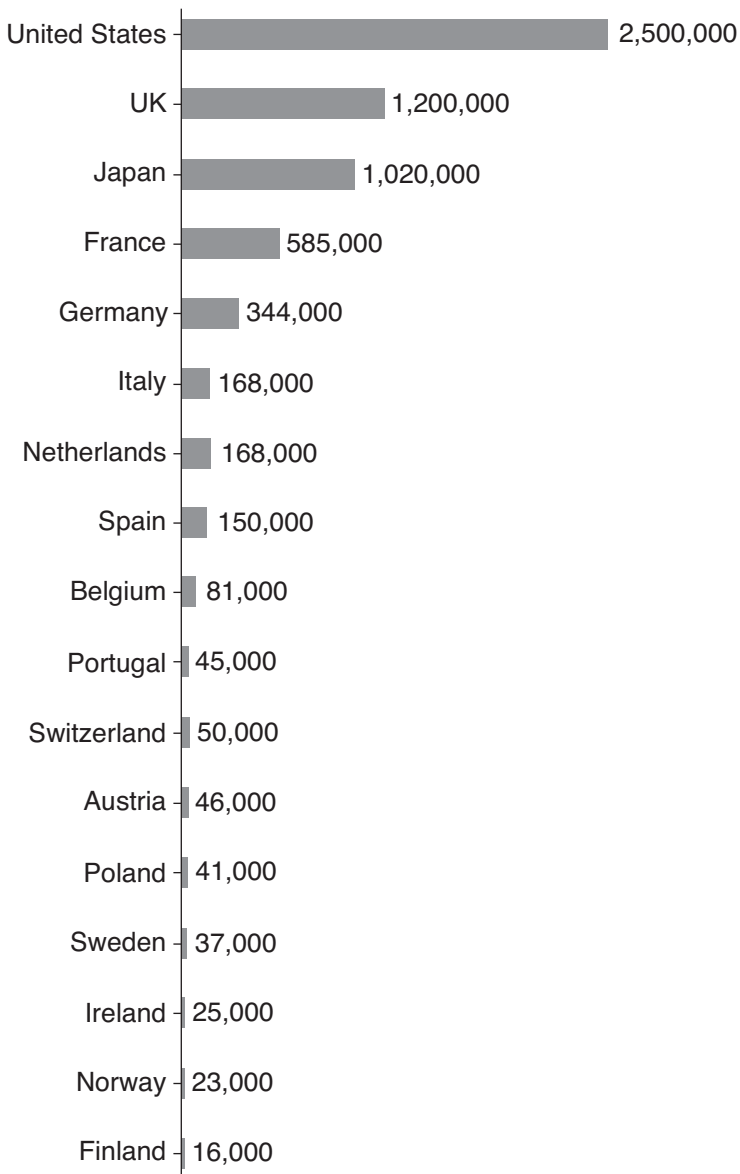 United States 2,500,000
UK 1,200,000
Japan 1,020,000
France 585,000
Germany 344,000
Italy 168,000
Netherlands 168,000
Spain 150,000
Belgium 81,000
Portugal 45,000
Switzerland 50,000
Austria 46,000
Poland 41,000
Sweden 37,000
Ireland 25,000
Norway 23,000
Finland 16,000